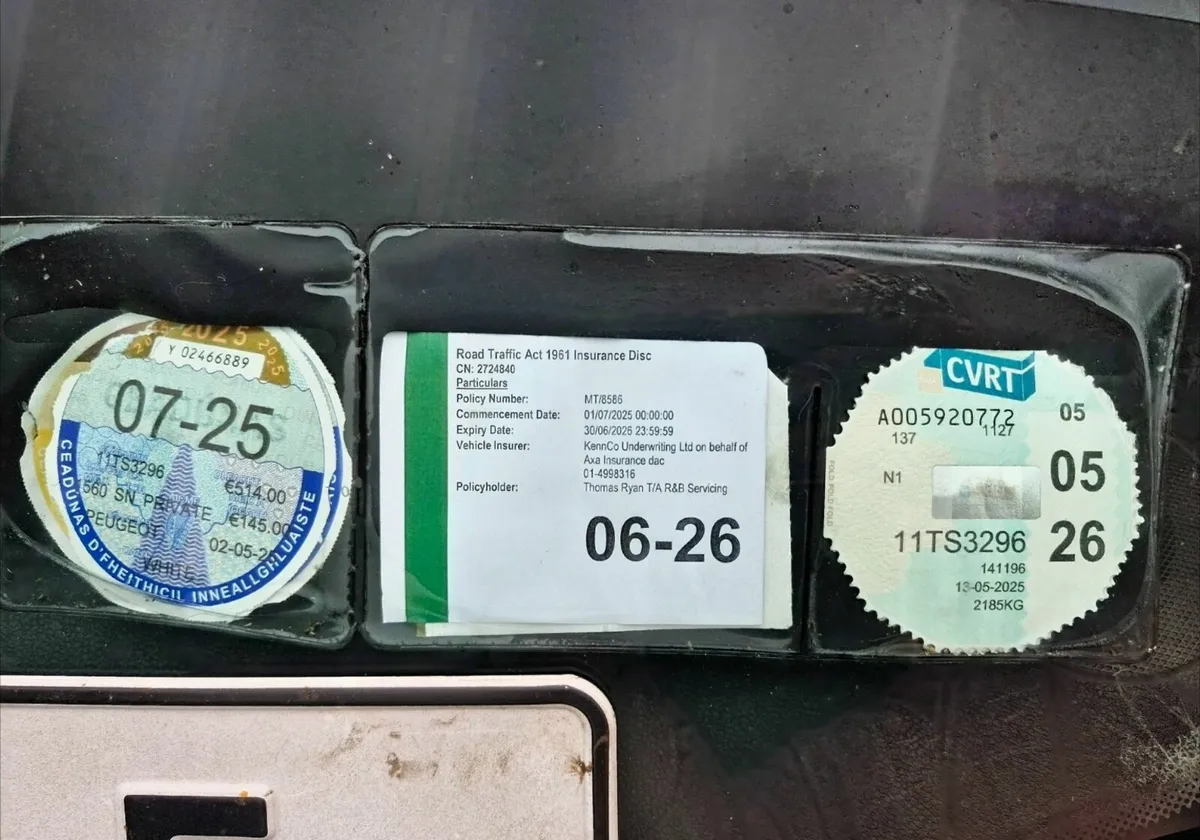 2025
Y 02466889
07-25
11TS3296
€514.00
1560 SN PRIVATE
€145.00
PEUGEOT
WHITE
CEADÚNAS D'FHEITHICIL INNEALLGHLUAISTE
Road Traffic Act 1961 Insurance Disc
CN: 2724840
Particulars
Policy Number: MT/8586
Commencement Date: 01/07/2025 00:00:00
Expiry Date: 30/06/2026 23:59:59
Vehicle Insurer: KennCo Underwriting Ltd on behalf of
Axa Insurance dac
01-4998316
Policyholder: Thomas Ryan T/A R&B Servicing
06-26
CVRT
A005920772 05
137 1127
N1 05
11TS3296 26
141196
13-05-2025
2185KG